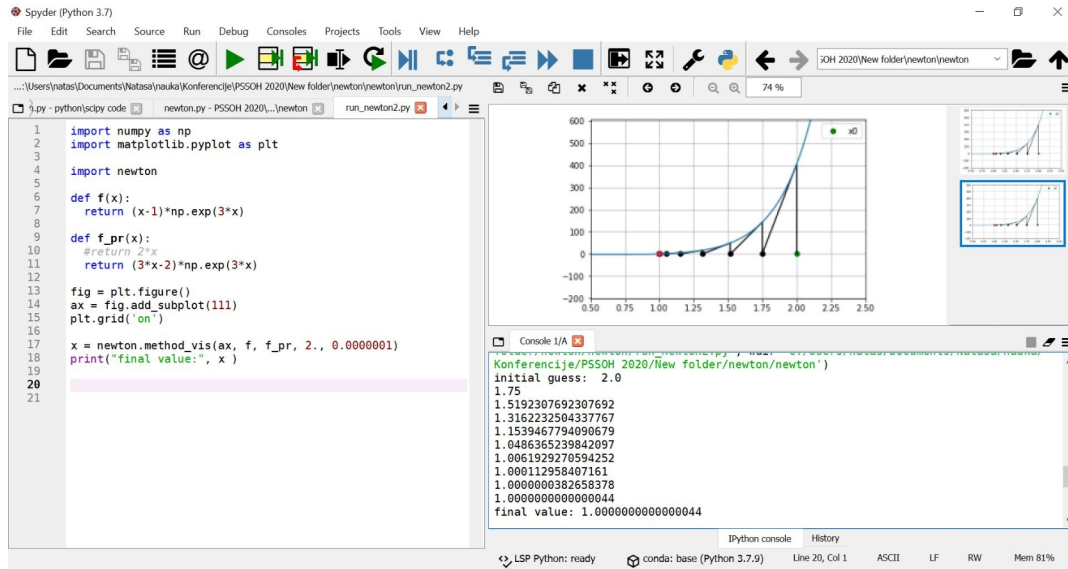 Spyder (Python 3.7)
File Edit Search Source Run Debug Consoles Projects Tools View Help
ЭOH 2020\New folder\newton\newton
...:\Users\natas\Documents\Natasa\nauka\Konferencije\PSSOH 2020\New folder\newton\newton\run_newton2.py
74 %
.py - python\scipy code newton.py - PSSOH 2020\...\newton run_newton2.py
1 import numpy as np
2 import matplotlib.pyplot as plt
3
4 import newton
5
6 def f(x):
7 return (x-1)*np.exp(3*x)
8
9 def f_pr(x):
10 #return 2*x
11 return (3*x-2)*np.exp(3*x)
12
13 fig = plt.figure()
14 ax = fig.add_subplot(111)
15 plt.grid('on')
16
17 x = newton.method_vis(ax, f, f_pr, 2., 0.0000001)
18 print("final value:", x )
19
20
21
600
500
400
300
200
100
0
−100
−200
0.50 0.75 1.00 1.25 1.50 1.75 2.00 2.25 2.50
x0
Console 1/A
Konferencije/PSSOH 2020/New folder/newton/newton')
initial guess: 2.0
1.75
1.5192307692307692
1.3162232504337767
1.1539467794090679
1.0486365239842097
1.0061929270594252
1.000112958407161
1.0000000382658378
1.0000000000000044
final value: 1.0000000000000044
IPython console History
LSP Python: ready conda: base (Python 3.7.9) Line 20, Col 1 ASCII LF RW Mem 81%